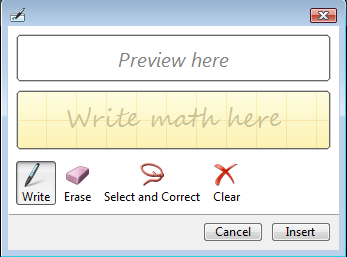 Preview here
Write math here
Write Erase Select and Correct Clear
Cancel Insert